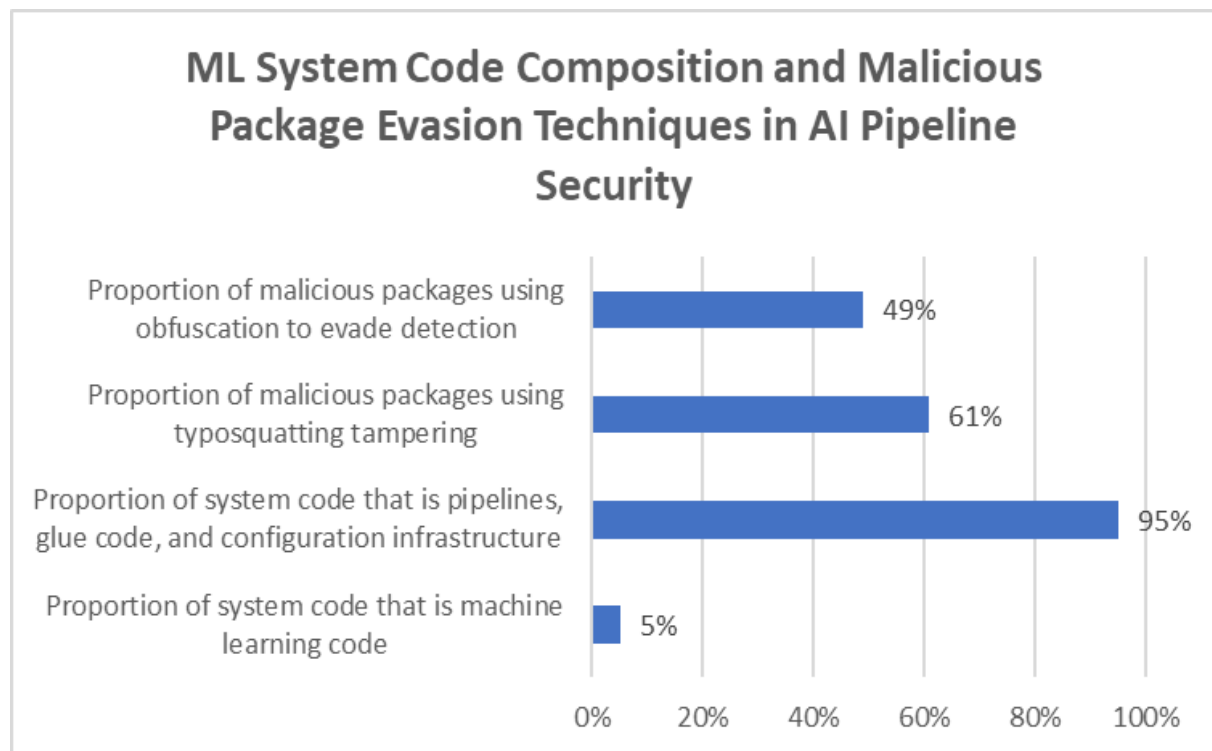 ML System Code Composition and Malicious
Package Evasion Techniques in AI Pipeline
Security
Proportion of malicious packages using
obfuscation to evade detection
49%
Proportion of malicious packages using
typosquatting tampering
61%
Proportion of system code that is pipelines,
glue code, and configuration infrastructure
95%
Proportion of system code that is machine
learning code
5%
0% 20% 40% 60% 80% 100%